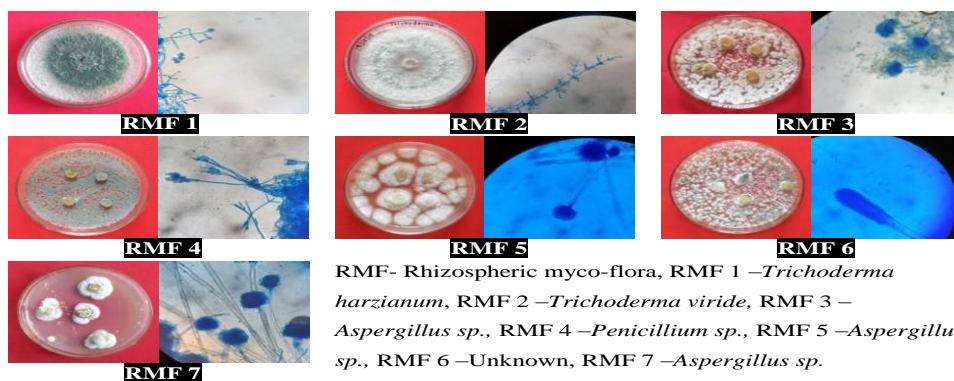 RMF 1
RMF 2
RMF 3
RMF 4
RMF 5
RMF 6
RMF 7
RMF- Rhizospheric myco-flora, RMF 1 –Trichoderma
harzianum, RMF 2 –Trichoderma viride, RMF 3 –
Aspergillus sp., RMF 4 –Penicillium sp., RMF 5 –Aspergillu
sp., RMF 6 –Unknown, RMF 7 –Aspergillus sp.